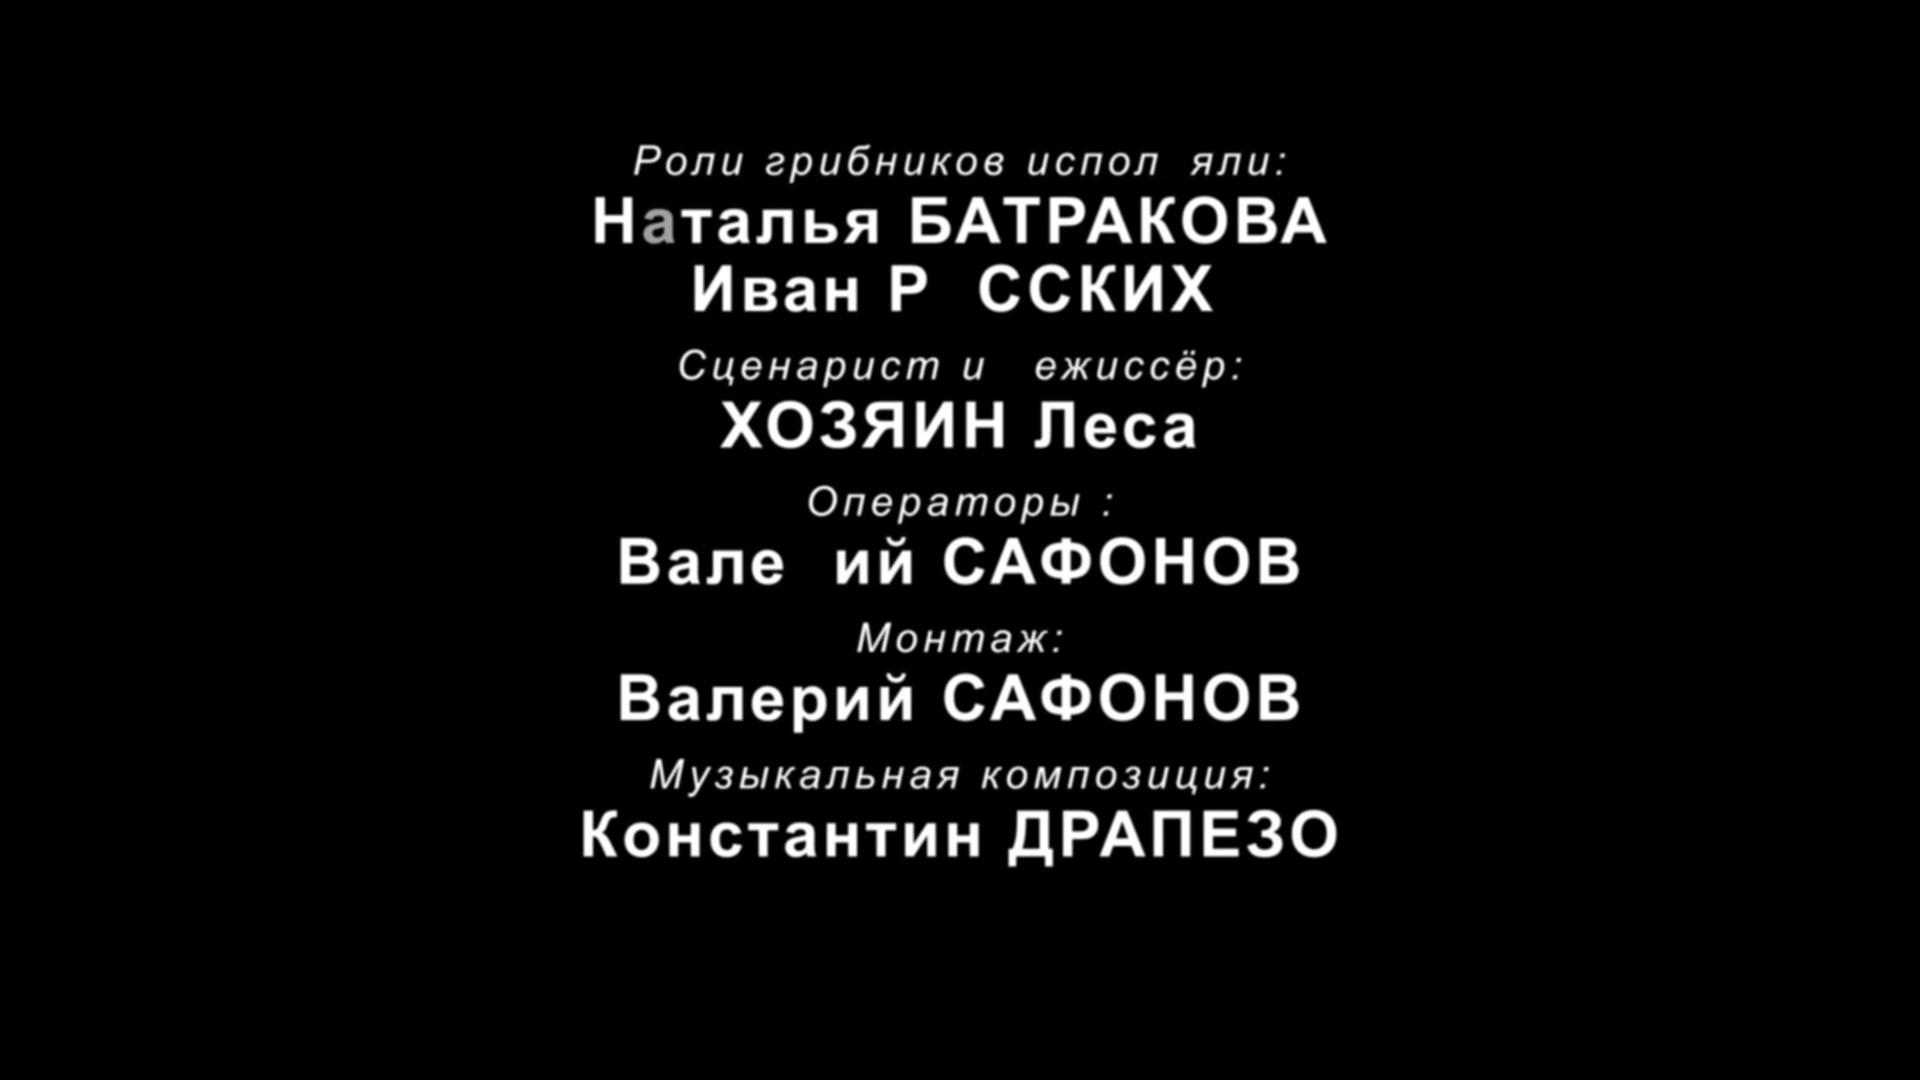 Роли грибников испол яли:
Наталья БАТРАКОВА
Иван Р ССКИХ
Сценарист и ежиссёр:
ХОЗЯИН Леса
Операторы :
Вале ий САФОНОВ
Монтаж:
Валерий САФОНОВ
Музыкальная композиция:
Константин ДРАПЕЗО